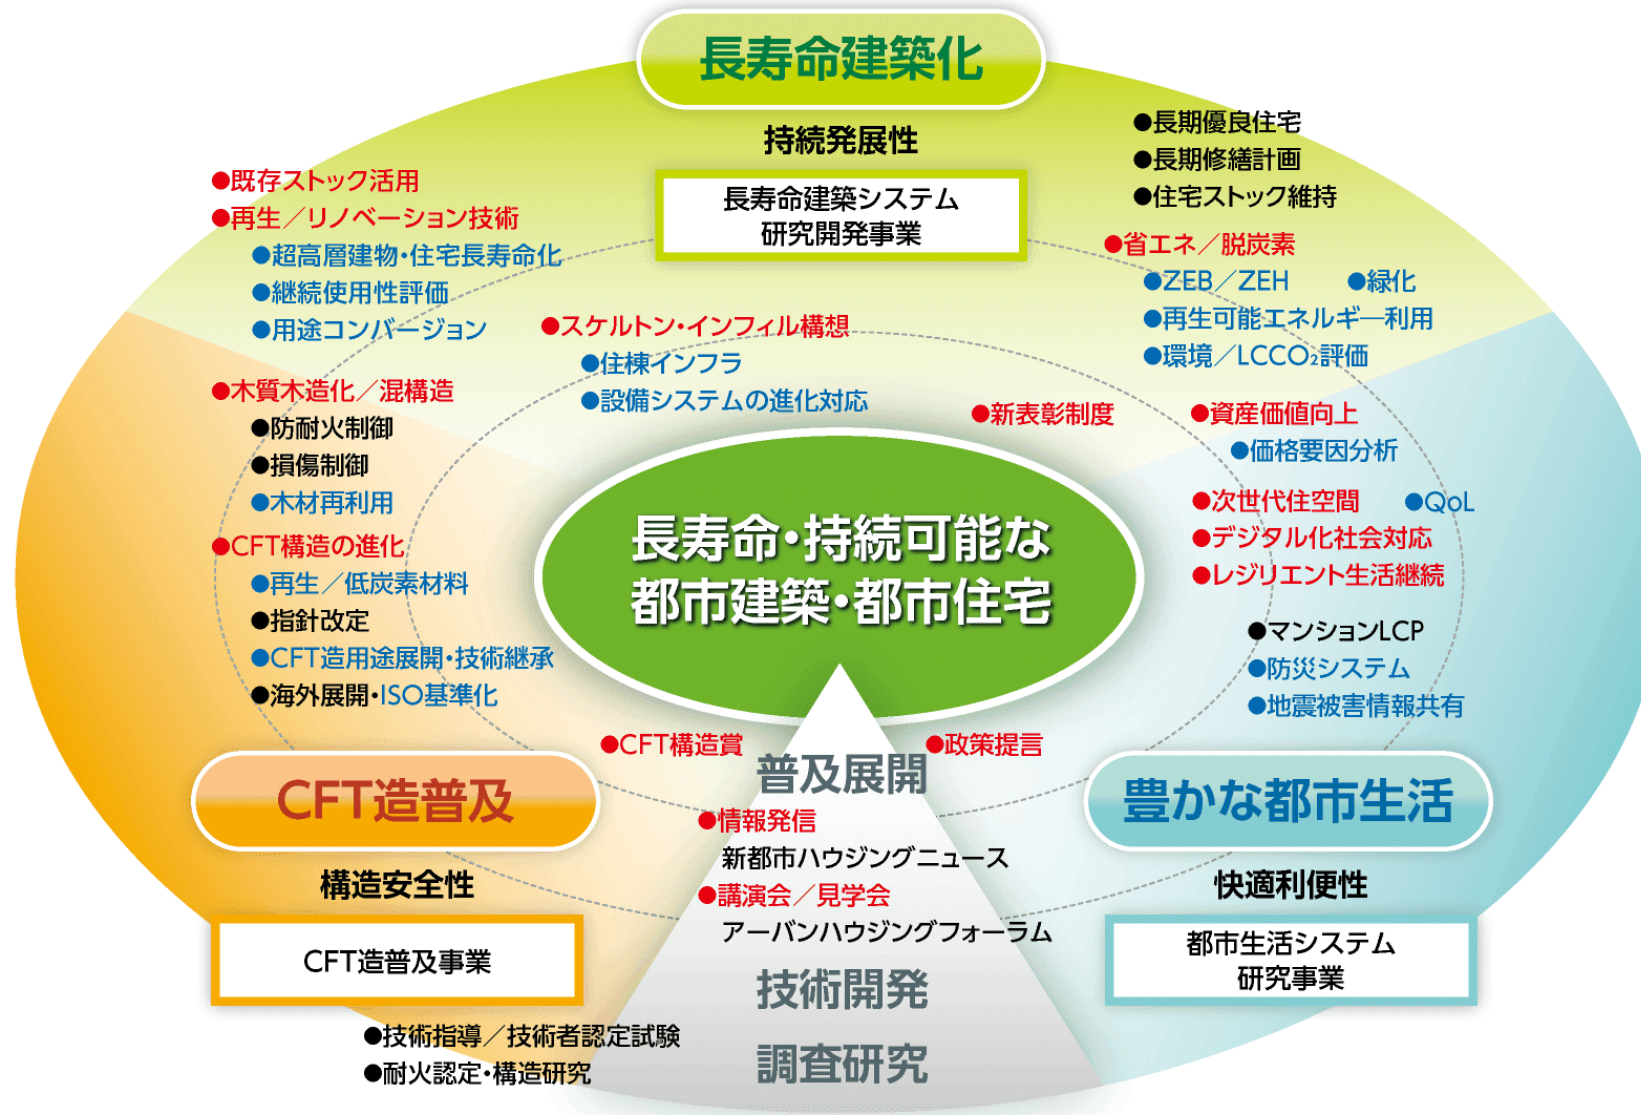 長寿命建築化
持続発展性
長寿命建築システム
研究開発事業
●既存ストック活用
●再生／リノベーション技術
●超高層建物・住宅長寿命化
●継続使用性評価
●用途コンバージョン
●スケルトン・インフィル構想
●住棟インフラ
●設備システムの進化対応
●長期優良住宅
●長期修繕計画
●住宅ストック維持
●省エネ／脱炭素
●ZEB／ZEH ●緑化
●再生可能エネルギー利用
●環境／LCCO₂評価
●新表彰制度
●木質木造化／混構造
●防耐火制御
●損傷制御
●木材再利用
●CFT構造の進化
●再生／低炭素材料
●指針改定
●CFT造用途展開・技術継承
●海外展開・ISO基準化
長寿命・持続可能な
都市建築・都市住宅
●資産価値向上
●価格要因分析
●次世代住空間 ●QoL
●デジタル化社会対応
●レジリエント生活継続
●マンションLCP
●防災システム
●地震被害情報共有
●CFT構造賞
●政策提言
CFT造普及
構造安全性
CFT造普及事業
●技術指導／技術者認定試験
●耐火認定・構造研究
普及展開
●情報発信
新都市ハウジングニュース
●講演会／見学会
アーバンハウジングフォーラム
技術開発
調査研究
豊かな都市生活
快適利便性
都市生活システム
研究事業